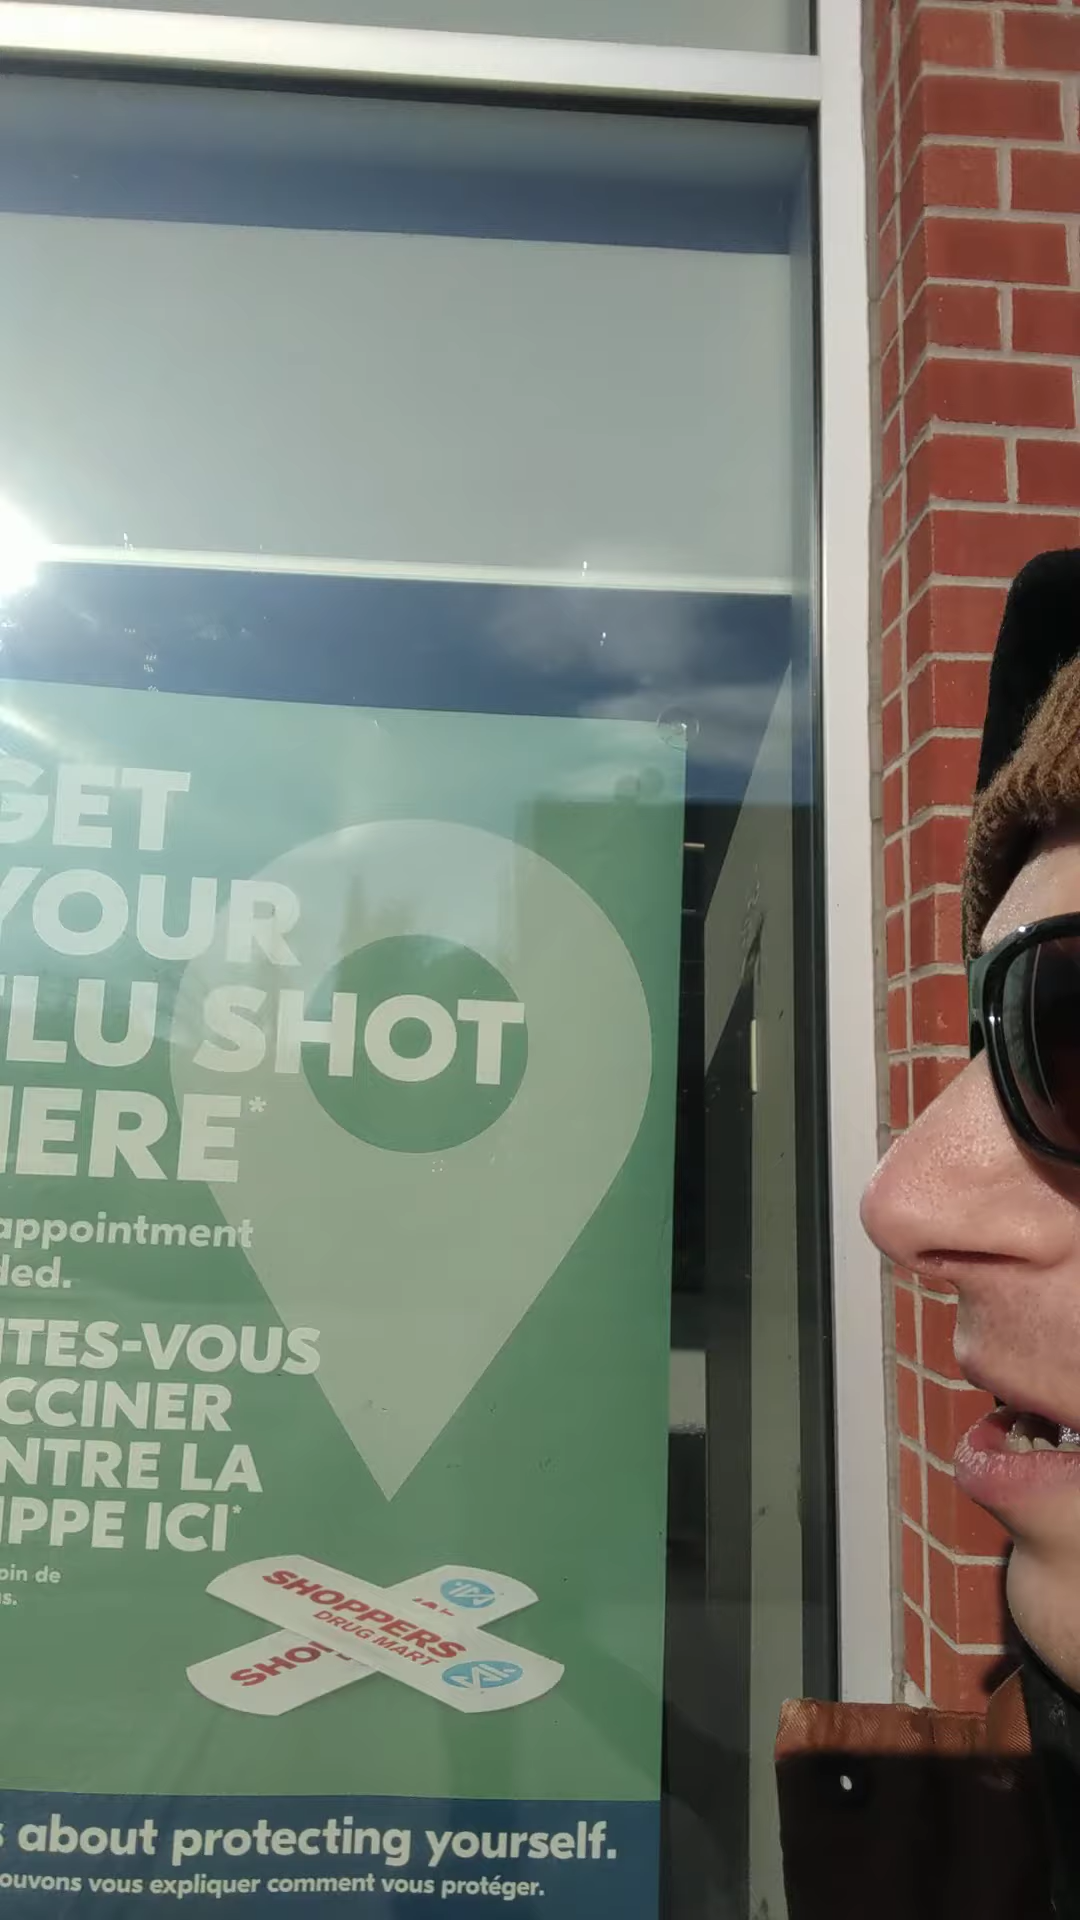 GET
YOUR
FLU SHOT
HERE*
appointment
ITES-VOUS
CCINER
NTRE LA
IPPE ICI*
oin de
SHOPPERS
DRUG MART
SHO
about protecting yourself.
ouvons vous expliquer comment vous protéger.